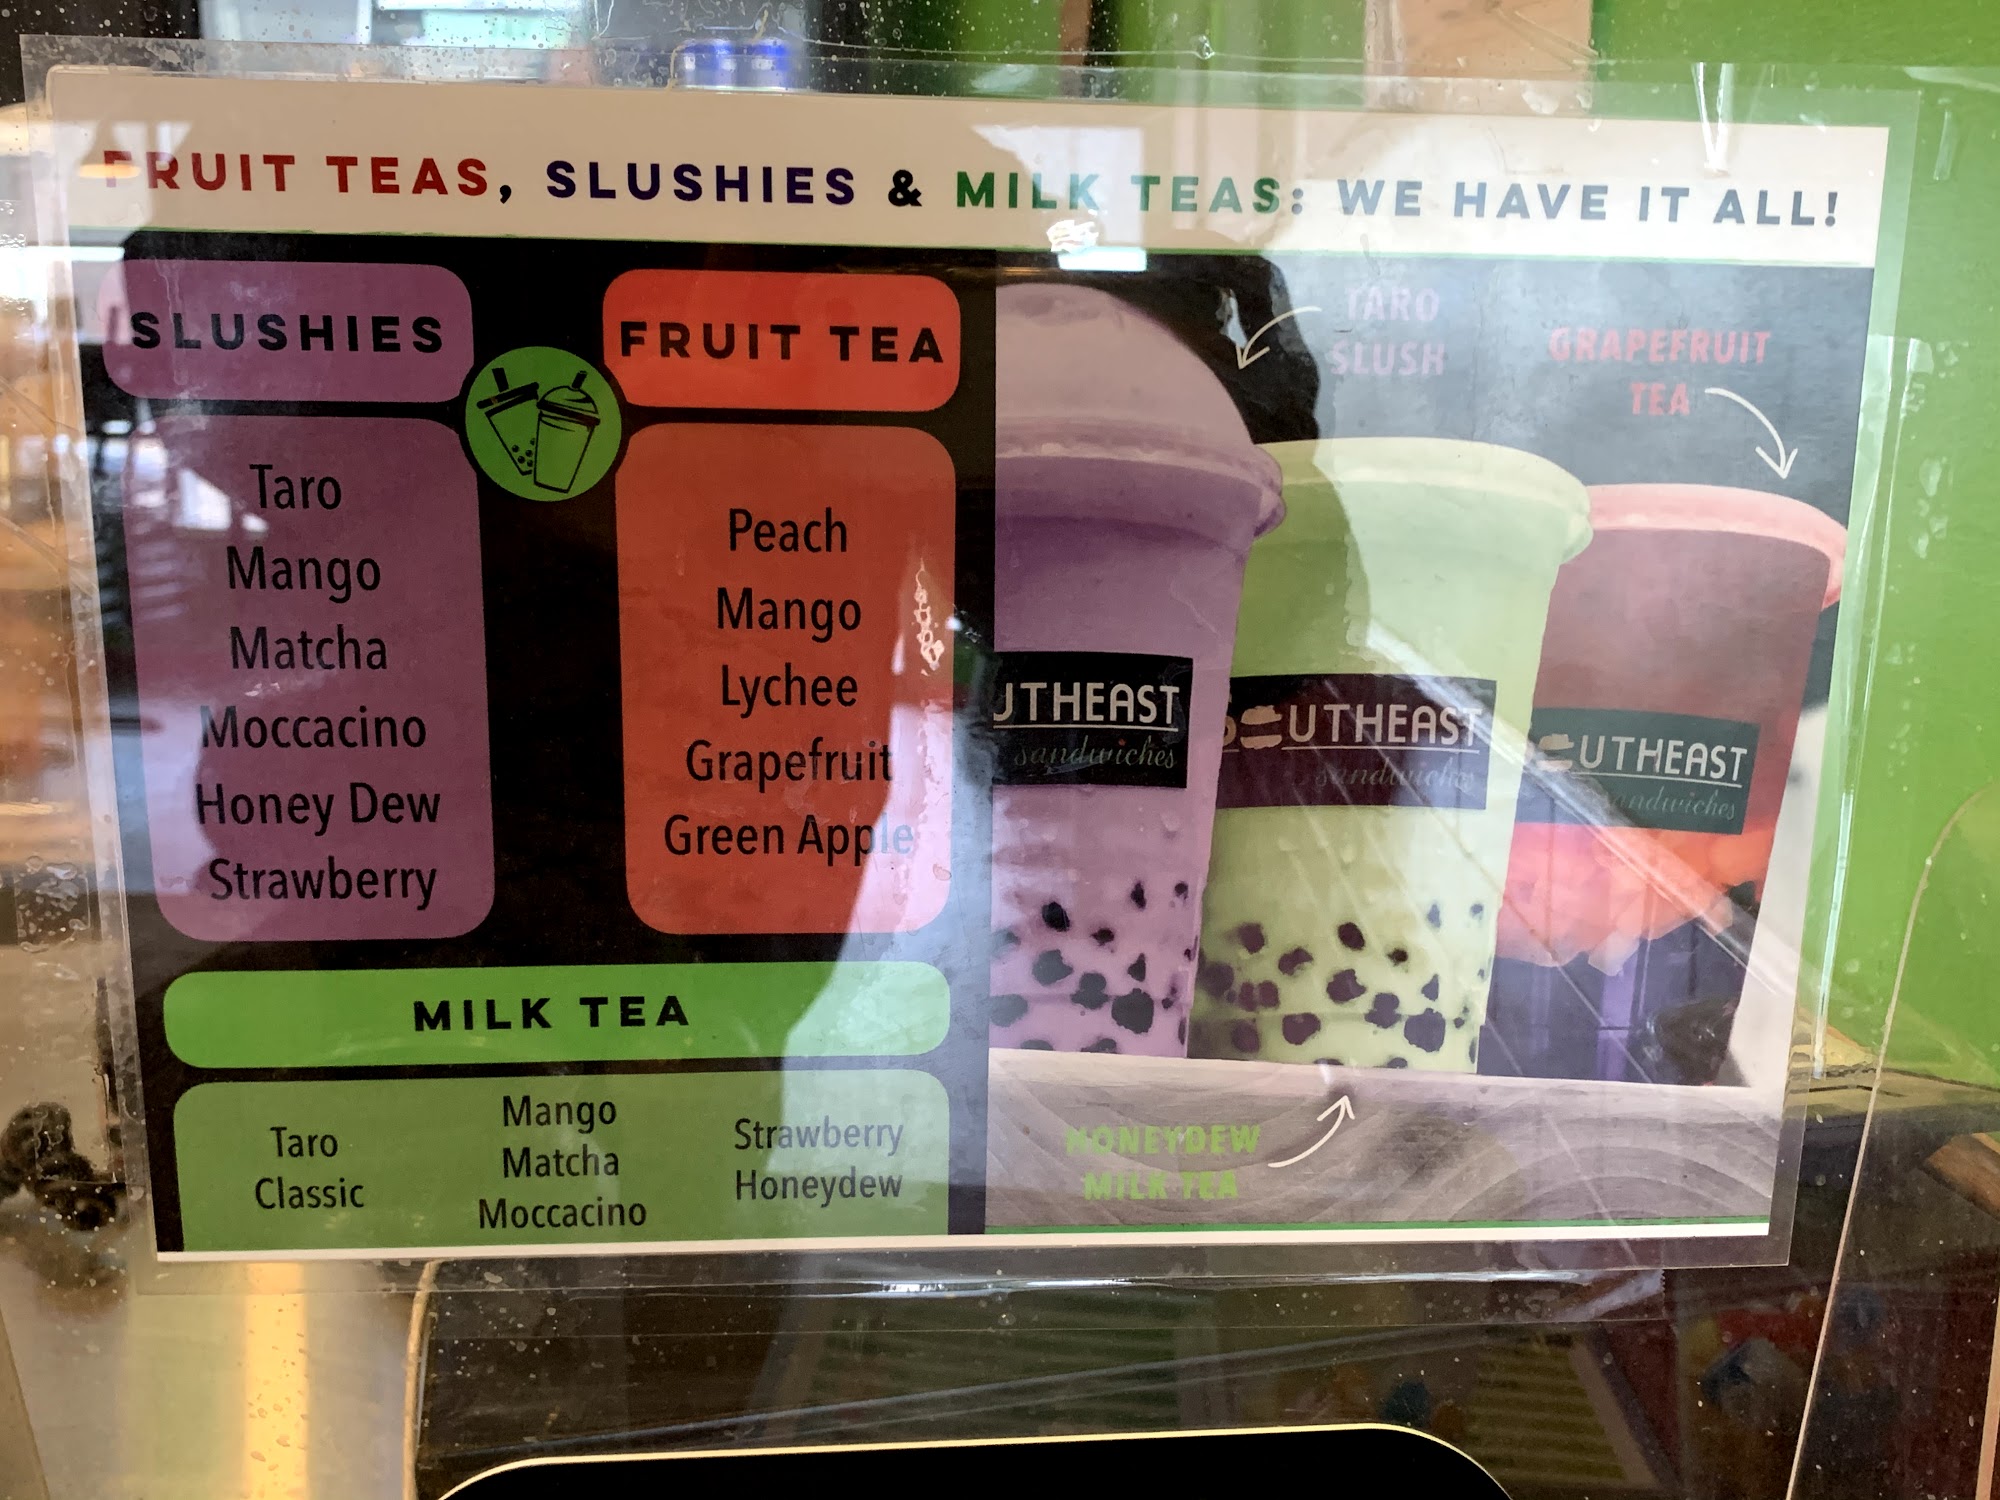 FRUIT TEAS, SLUSHIES & MILK TEAS: WE HAVE IT ALL!
SLUSHIES
Taro
Mango
Matcha
Moccacino
Honey Dew
Strawberry
FRUIT TEA
Peach
Mango
Lychee
Grapefruit
Green Apple
MILK TEA
Taro
Classic
Mango
Matcha
Moccacino
Strawberry
Honeydew
TARO
SLUSH
GRAPEFRUIT
TEA
UTHEAST
sandwiches
UTHEAST
sandwiches
UTHEAST
sandwiches
HONEYDEW
MILK TEA